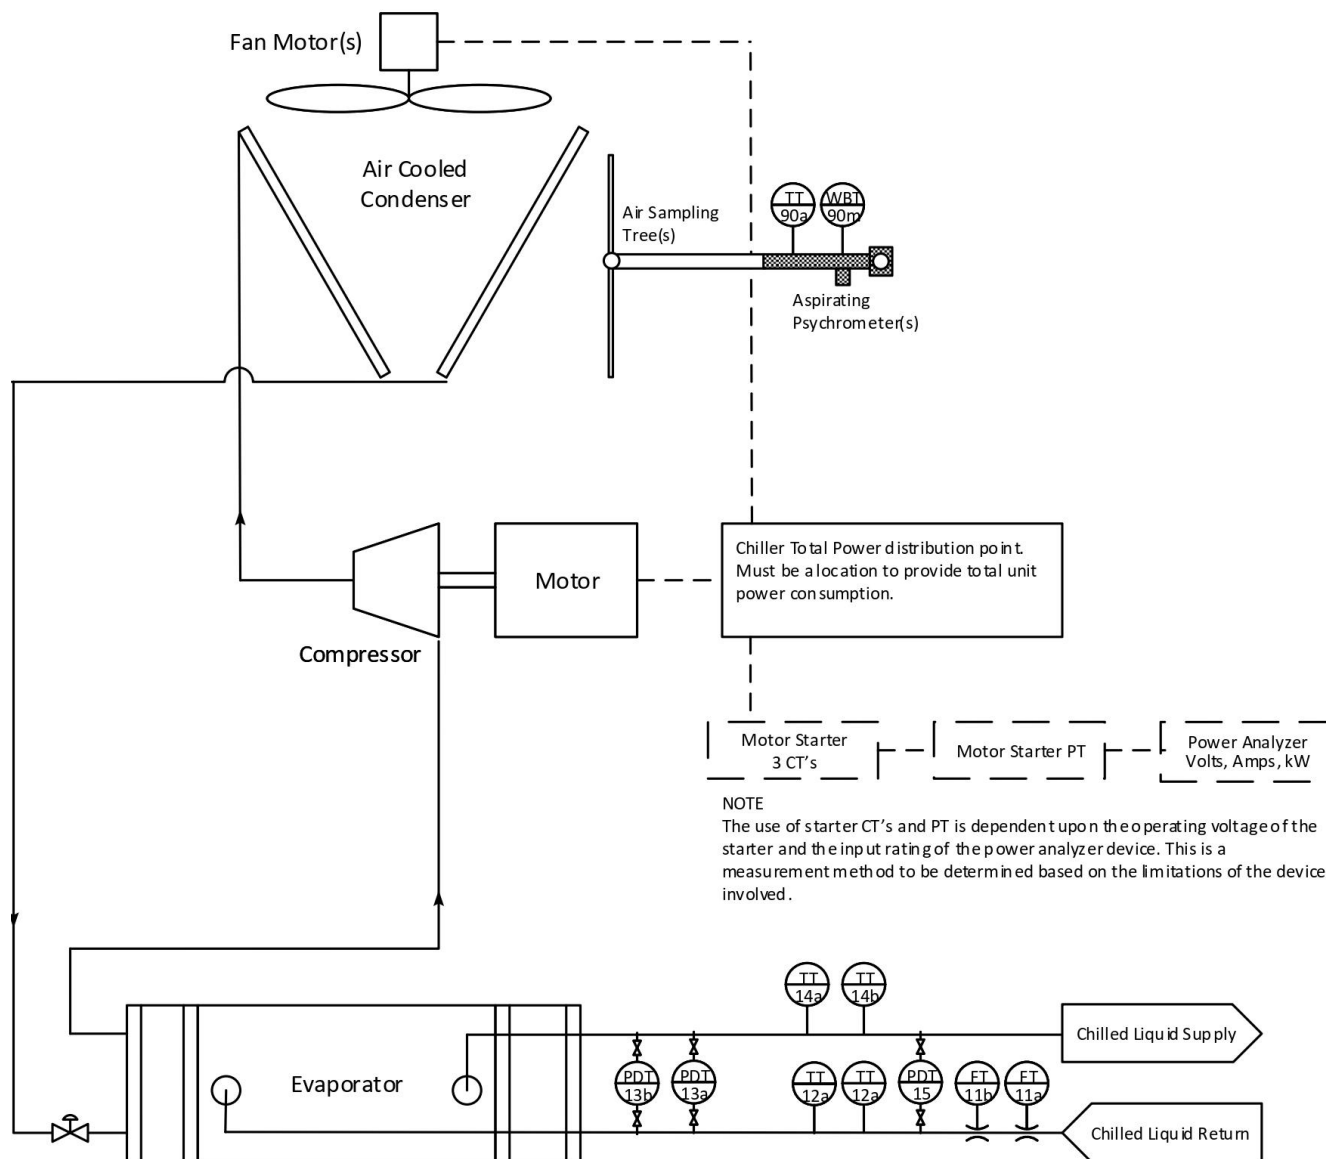 Fan Motor(s)
Air Cooled
Condenser
Air Sampling
Tree(s)
TT
90a
WBT
90m
Aspirating
Psychrometer(s)
Chiller Total Power distribution point.
Must be a location to provide total unit
power consumption.
Motor
Compressor
Motor Starter
3 CT's
Motor Starter PT
Power Analyzer
Volts, Amps, kW
NOTE
The use of starter CT's and PT is dependent upon the operating voltage of the
starter and the input rating of the power analyzer device. This is a
measurement method to be determined based on the limitations of the device
involved.
TT
14a
TT
14b
Chilled Liquid Supply
Evaporator
PDT
13b
PDT
13a
TT
12a
TT
12a
PDT
15
FT
11b
FT
11a
Chilled Liquid Return